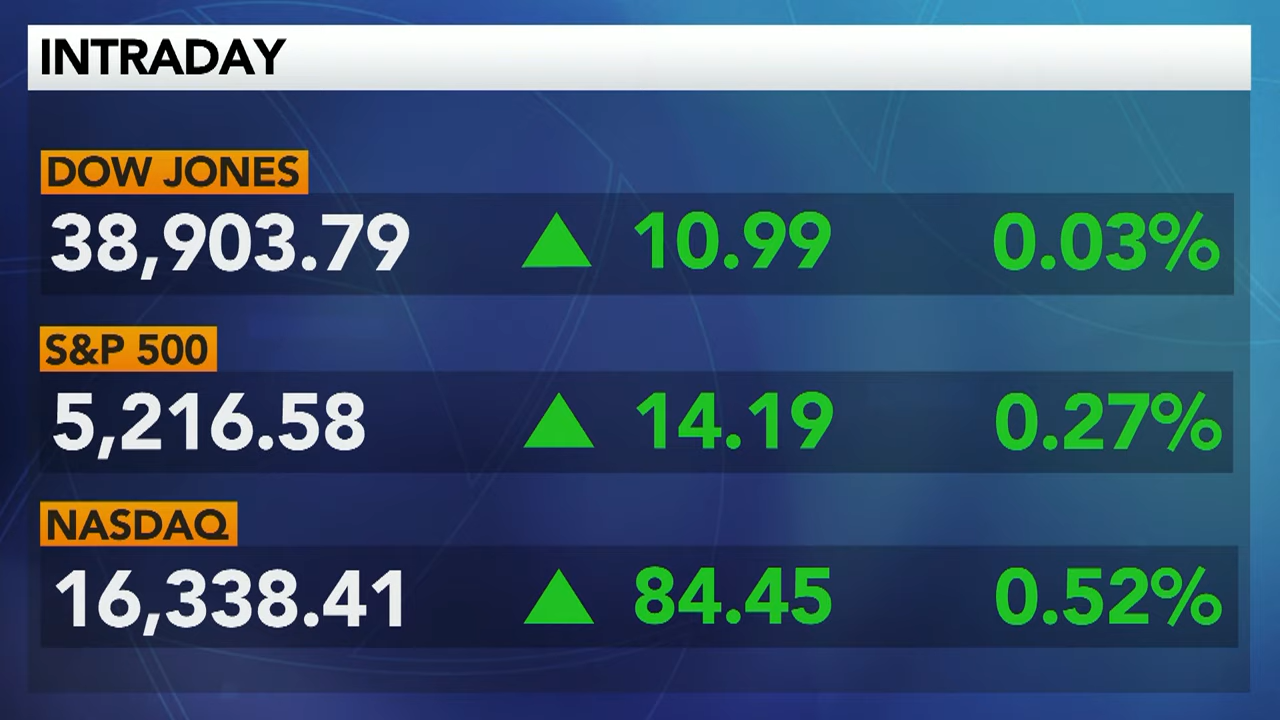 INTRADAY
DOW JONES
38,903.79 ▲ 10.99 0.03%
S&P 500
5,216.58 ▲ 14.19 0.27%
NASDAQ
16,338.41 ▲ 84.45 0.52%